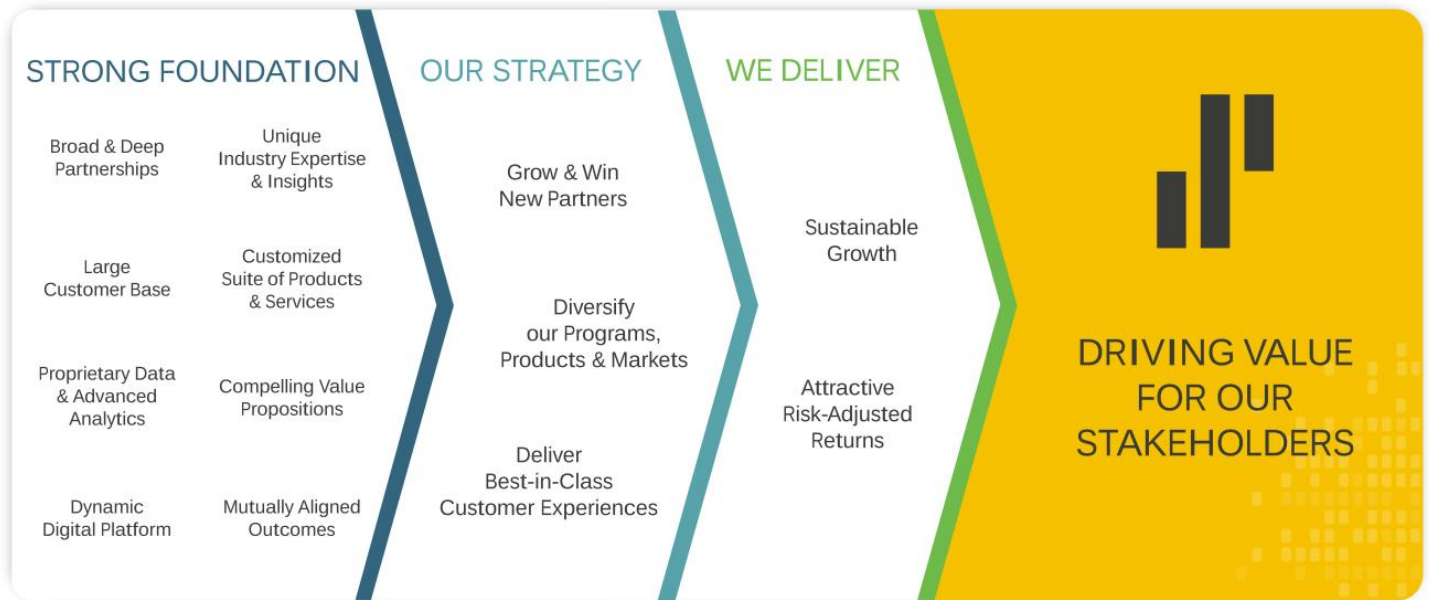 STRONG FOUNDATION
Broad & Deep
Partnerships
Unique
Industry Expertise
& Insights
Large
Customer Base
Customized
Suite of Products
& Services
Proprietary Data
& Advanced
Analytics
Compelling Value
Propositions
Dynamic
Digital Platform
Mutually Aligned
Outcomes
OUR STRATEGY
Grow & Win
New Partners
Diversify
our Programs,
Products & Markets
Deliver
Best-in-Class
Customer Experiences
WE DELIVER
Sustainable
Growth
Attractive
Risk-Adjusted
Returns
DRIVING VALUE
FOR OUR
STAKEHOLDERS